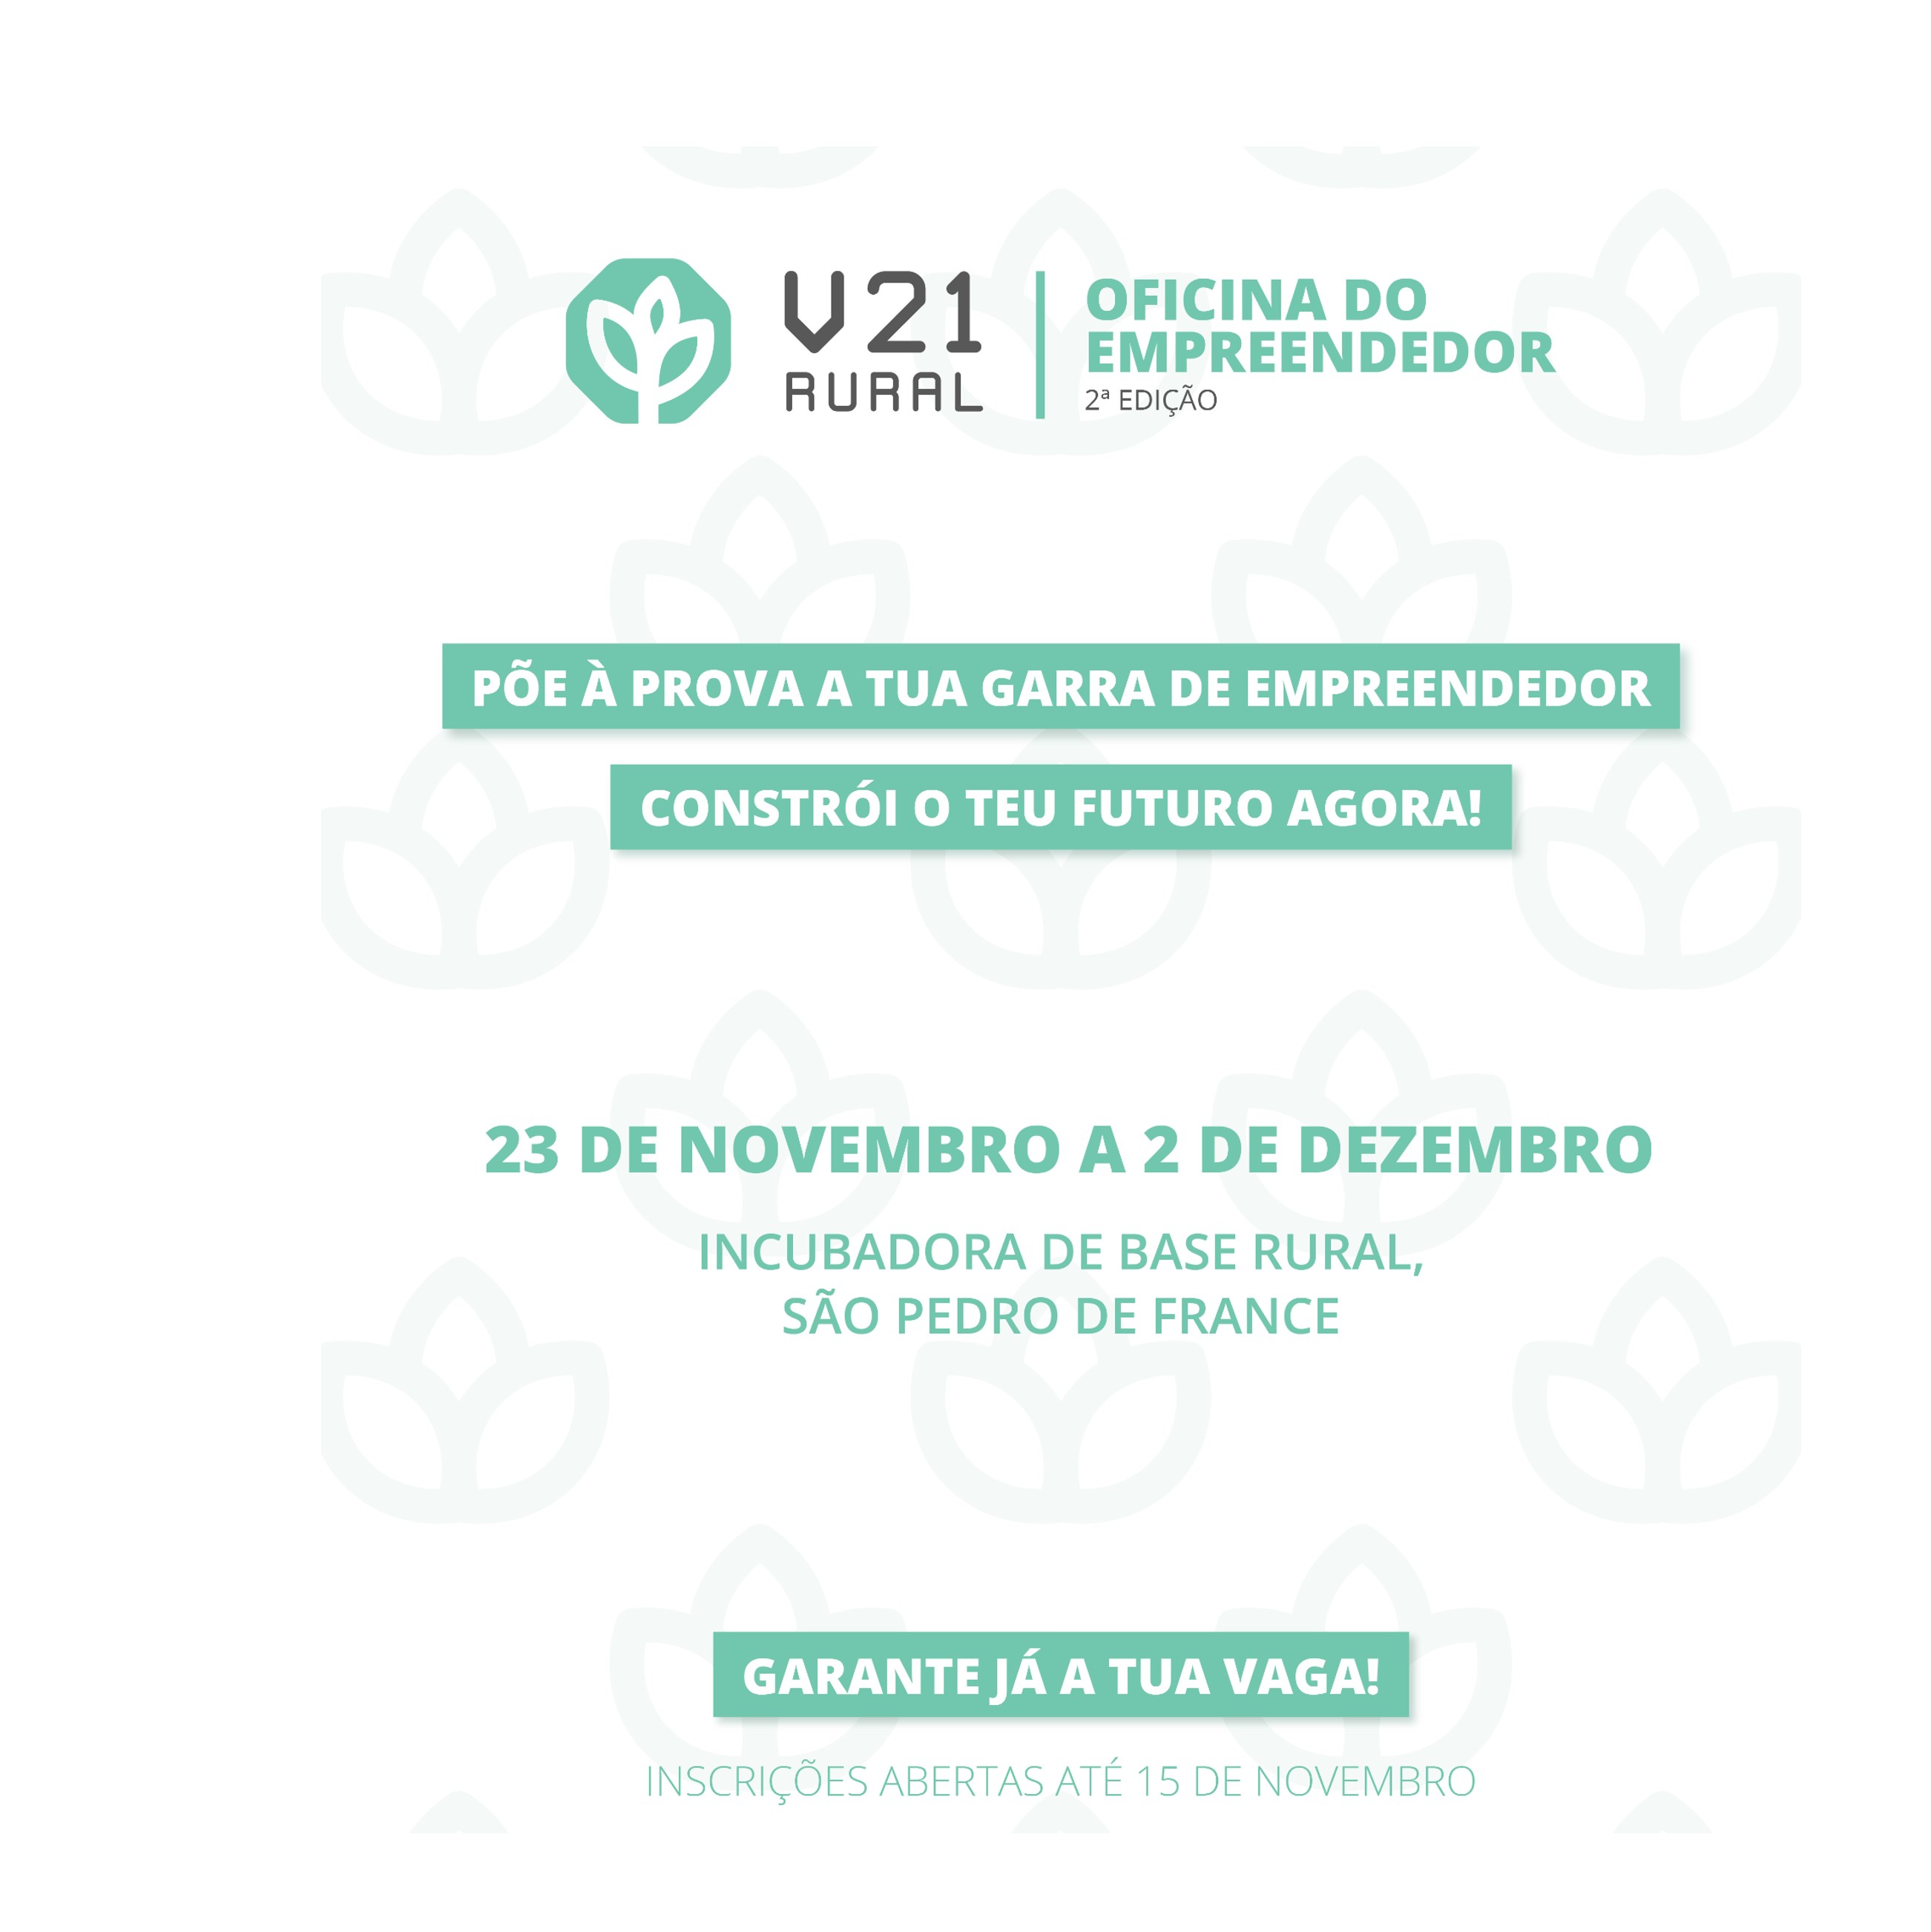 V21
RURAL
OFICINA DO
EMPREENDEDOR
2ª EDIÇÃO
PÕE À PROVA A TUA GARRA DE EMPREENDEDOR
CONSTRÓI O TEU FUTURO AGORA!
23 DE NOVEMBRO A 2 DE DEZEMBRO
INCUBADORA DE BASE RURAL,
SÃO PEDRO DE FRANCE
GARANTE JÁ A TUA VAGA!
INSCRIÇÕES ABERTAS ATÉ 15 DE NOVEMBRO